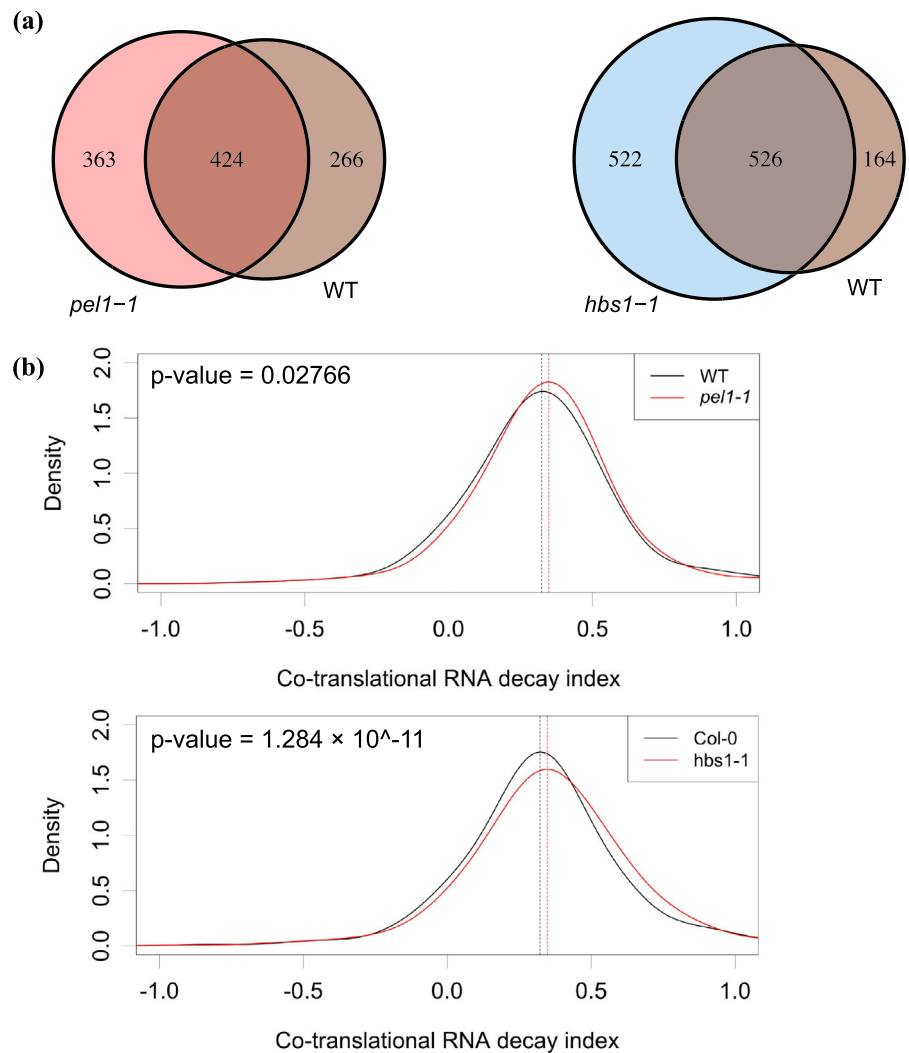 (a)
363 424 266
pel1−1 WT
522 526 164
hbs1−1 WT
(b)
p-value = 0.02766
WT
pel1-1
Density
2.0
1.5
1.0
0.5
0.0
-1.0 -0.5 0.0 0.5 1.0
Co-translational RNA decay index
p-value = 1.284 × 10^-11
Col-0
hbs1-1
Density
2.0
1.5
1.0
0.5
0.0
-1.0 -0.5 0.0 0.5 1.0
Co-translational RNA decay index